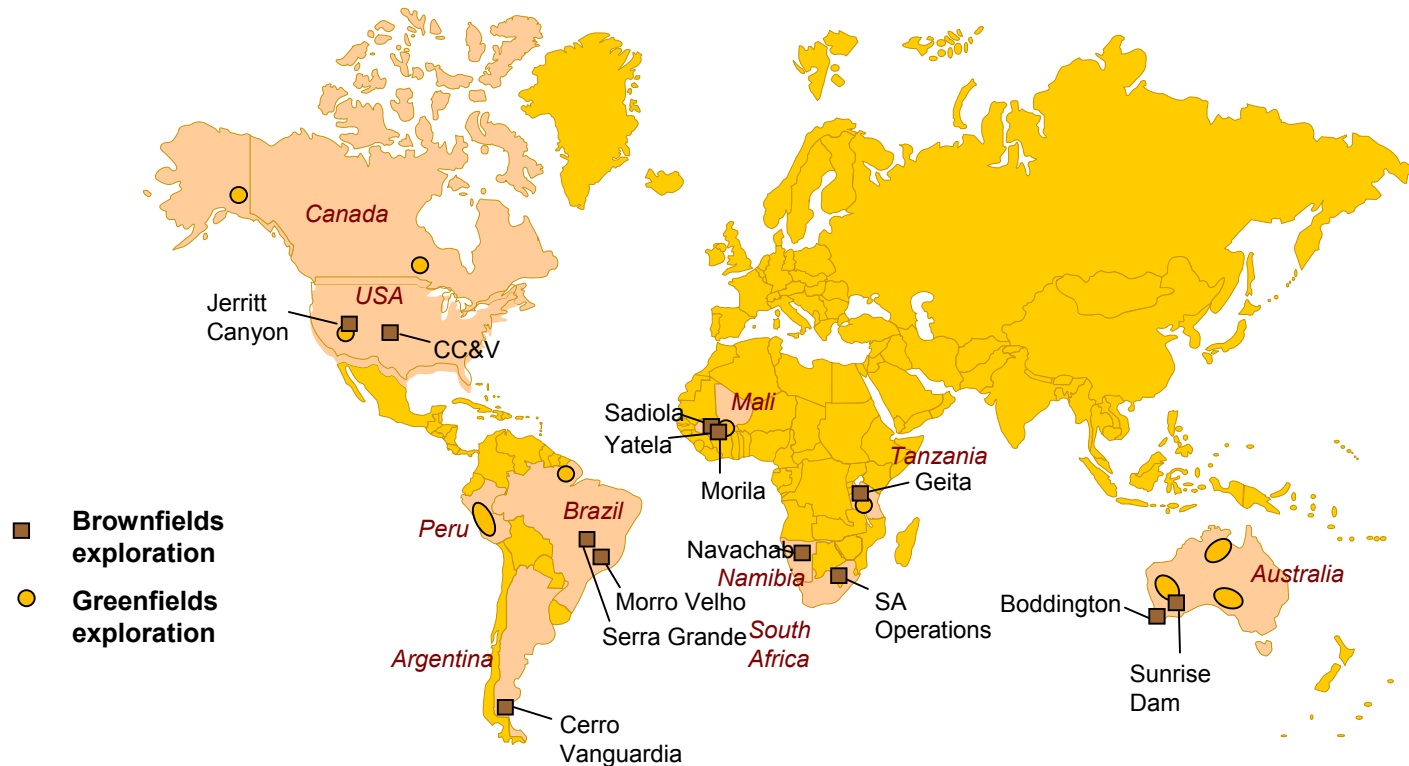 Canada
USA
Jerritt
Canyon
CC&V
Mali
Sadiola
Yatela
Morila
Tanzania
Geita
Brownfields
exploration
Greenfields
exploration
Peru
Brazil
Morro Velho
Serra Grande
Argentina
Cerro
Vanguardia
Navachab
Namibia
South
Africa
SA
Operations
Australia
Boddington
Sunrise
Dam